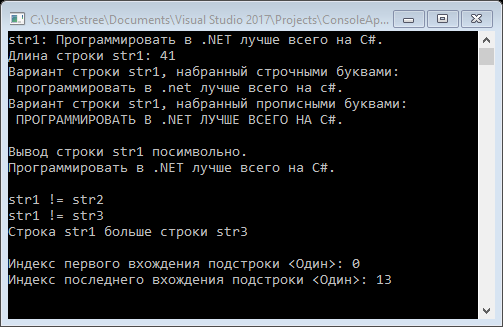 C:\Users\stree\Documents\Visual Studio 2017\Projects\ConsoleAp...
str1: Программировать в .NET лучше всего на C#.
Длина строки str1: 41
Вариант строки str1, набранный строчными буквами:
программировать в .net лучше всего на c#.
Вариант строки str1, набранный прописными буквами:
ПРОГРАММИРОВАТЬ В .NET ЛУЧШЕ ВСЕГО НА C#.
Вывод строки str1 посимвольно.
Программировать в .NET лучше всего на C#.
str1 != str2
str1 != str3
Строка str1 больше строки str3
Индекс первого вхождения подстроки <Один>: 0
Индекс последнего вхождения подстроки <Один>: 13